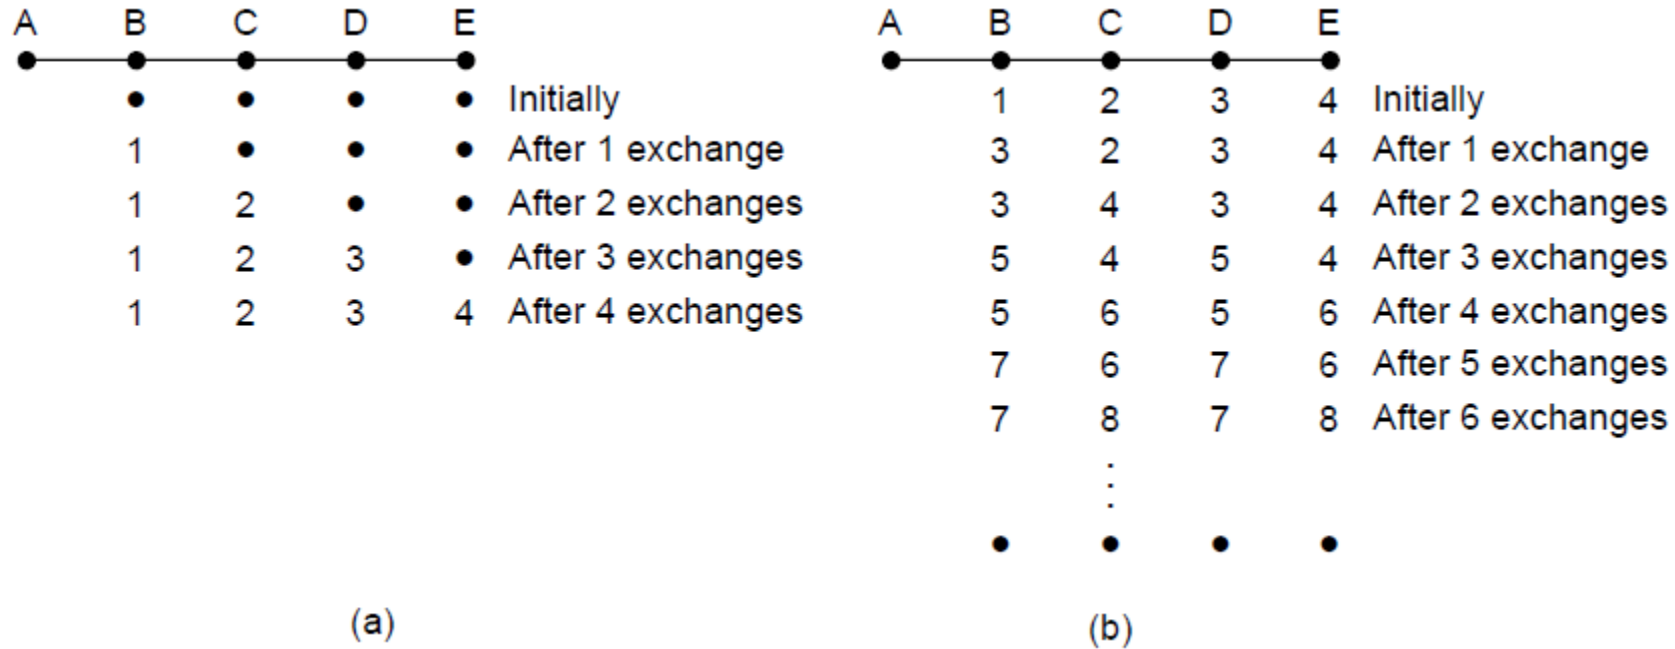 A B C D E
• • • • Initially
1 • • • After 1 exchange
1 2 • • After 2 exchanges
1 2 3 • After 3 exchanges
1 2 3 4 After 4 exchanges
(a)
A B C D E
1 2 3 4 Initially
3 2 3 4 After 1 exchange
3 4 3 4 After 2 exchanges
5 4 5 4 After 3 exchanges
5 6 5 6 After 4 exchanges
7 6 7 6 After 5 exchanges
7 8 7 8 After 6 exchanges
⋮
• • • •
(b)